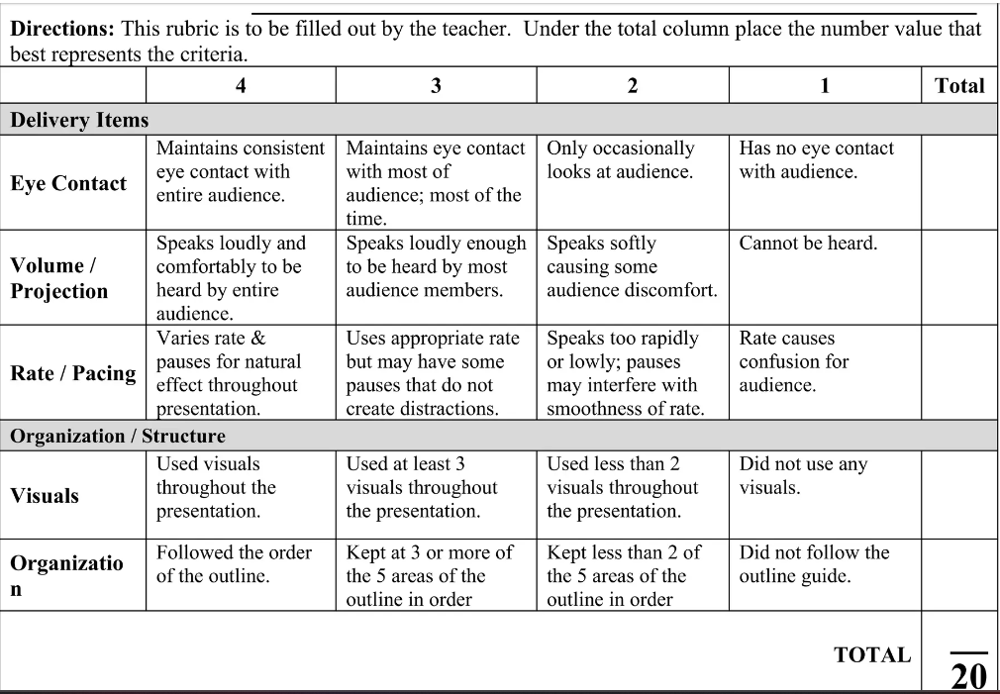 Directions: This rubric is to be filled out by the teacher. Under the total column place the number value that
best represents the criteria.
4 3 2 1 Total
Delivery Items
Eye Contact
Maintains consistent
eye contact with
entire audience.
Maintains eye contact
with most of
audience; most of the
time.
Only occasionally
looks at audience.
Has no eye contact
with audience.
Volume /
Projection
Speaks loudly and
comfortably to be
heard by entire
audience.
Speaks loudly enough
to be heard by most
audience members.
Speaks softly
causing some
audience discomfort.
Cannot be heard.
Rate / Pacing
Varies rate &
pauses for natural
effect throughout
presentation.
Uses appropriate rate
but may have some
pauses that do not
create distractions.
Speaks too rapidly
or lowly; pauses
may interfere with
smoothness of rate.
Rate causes
confusion for
audience.
Organization / Structure
Visuals
Used visuals
throughout the
presentation.
Used at least 3
visuals throughout
the presentation.
Used less than 2
visuals throughout
the presentation.
Did not use any
visuals.
Organizatio
n
Followed the order
of the outline.
Kept at 3 or more of
the 5 areas of the
outline in order
Kept less than 2 of
the 5 areas of the
outline in order
Did not follow the
outline guide.
TOTAL
20